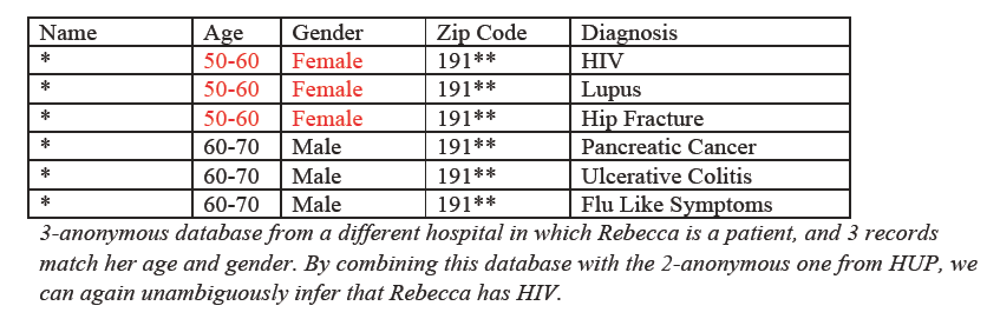 Name Age Gender Zip Code Diagnosis
* 50-60 Female 191** HIV
* 50-60 Female 191** Lupus
* 50-60 Female 191** Hip Fracture
* 60-70 Male 191** Pancreatic Cancer
* 60-70 Male 191** Ulcerative Colitis
* 60-70 Male 191** Flu Like Symptoms
3-anonymous database from a different hospital in which Rebecca is a patient, and 3 records
match her age and gender. By combining this database with the 2-anonymous one from HUP, we
can again unambiguously infer that Rebecca has HIV.